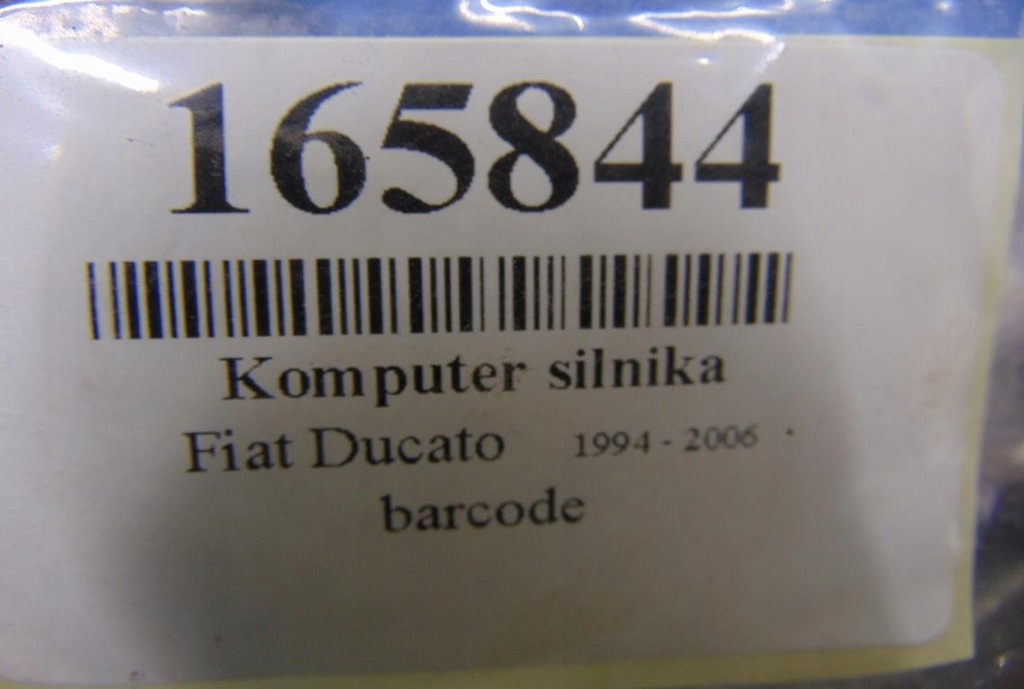 165844
Komputer silnika
Fiat Ducato 1994 - 2006
barcode